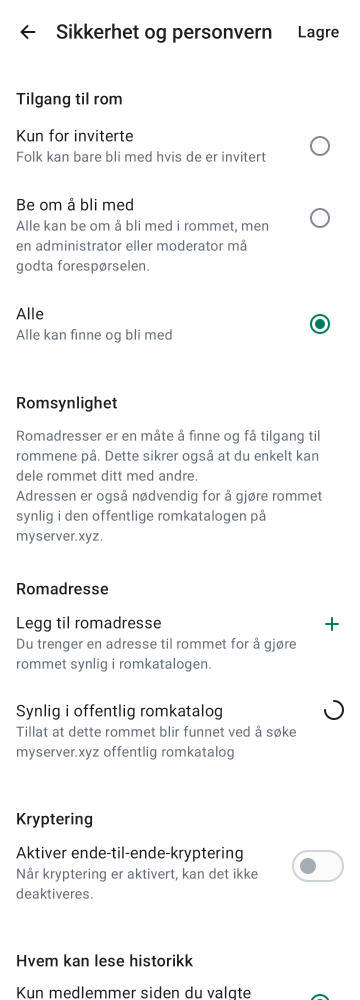 Sikkerhet og personvern
Lagre
Tilgang til rom
Kun for inviterte
Folk kan bare bli med hvis de er invitert
Be om å bli med
Alle kan be om å bli med i rommet, men
en administrator eller moderator må
godta forespørselen.
Alle
Alle kan finne og bli med
Romsynlighet
Romadresser er en måte å finne og få tilgang til
rommene på. Dette sikrer også at du enkelt kan
dele rommet ditt med andre.
Adressen er også nødvendig for å gjøre rommet
synlig i den offentlige romkatalogen på
myserver.xyz.
Romadresse
Legg til romadresse
Du trenger en adresse til rommet for å gjøre
rommet synlig i romkatalogen.
Synlig i offentlig romkatalog
Tillat at dette rommet blir funnet ved å søke
myserver.xyz offentlig romkatalog
Kryptering
Aktiver ende-til-ende-kryptering
Når kryptering er aktivert, kan det ikke
deaktiveres.
Hvem kan lese historikk
Kun medlemmer siden du valgte